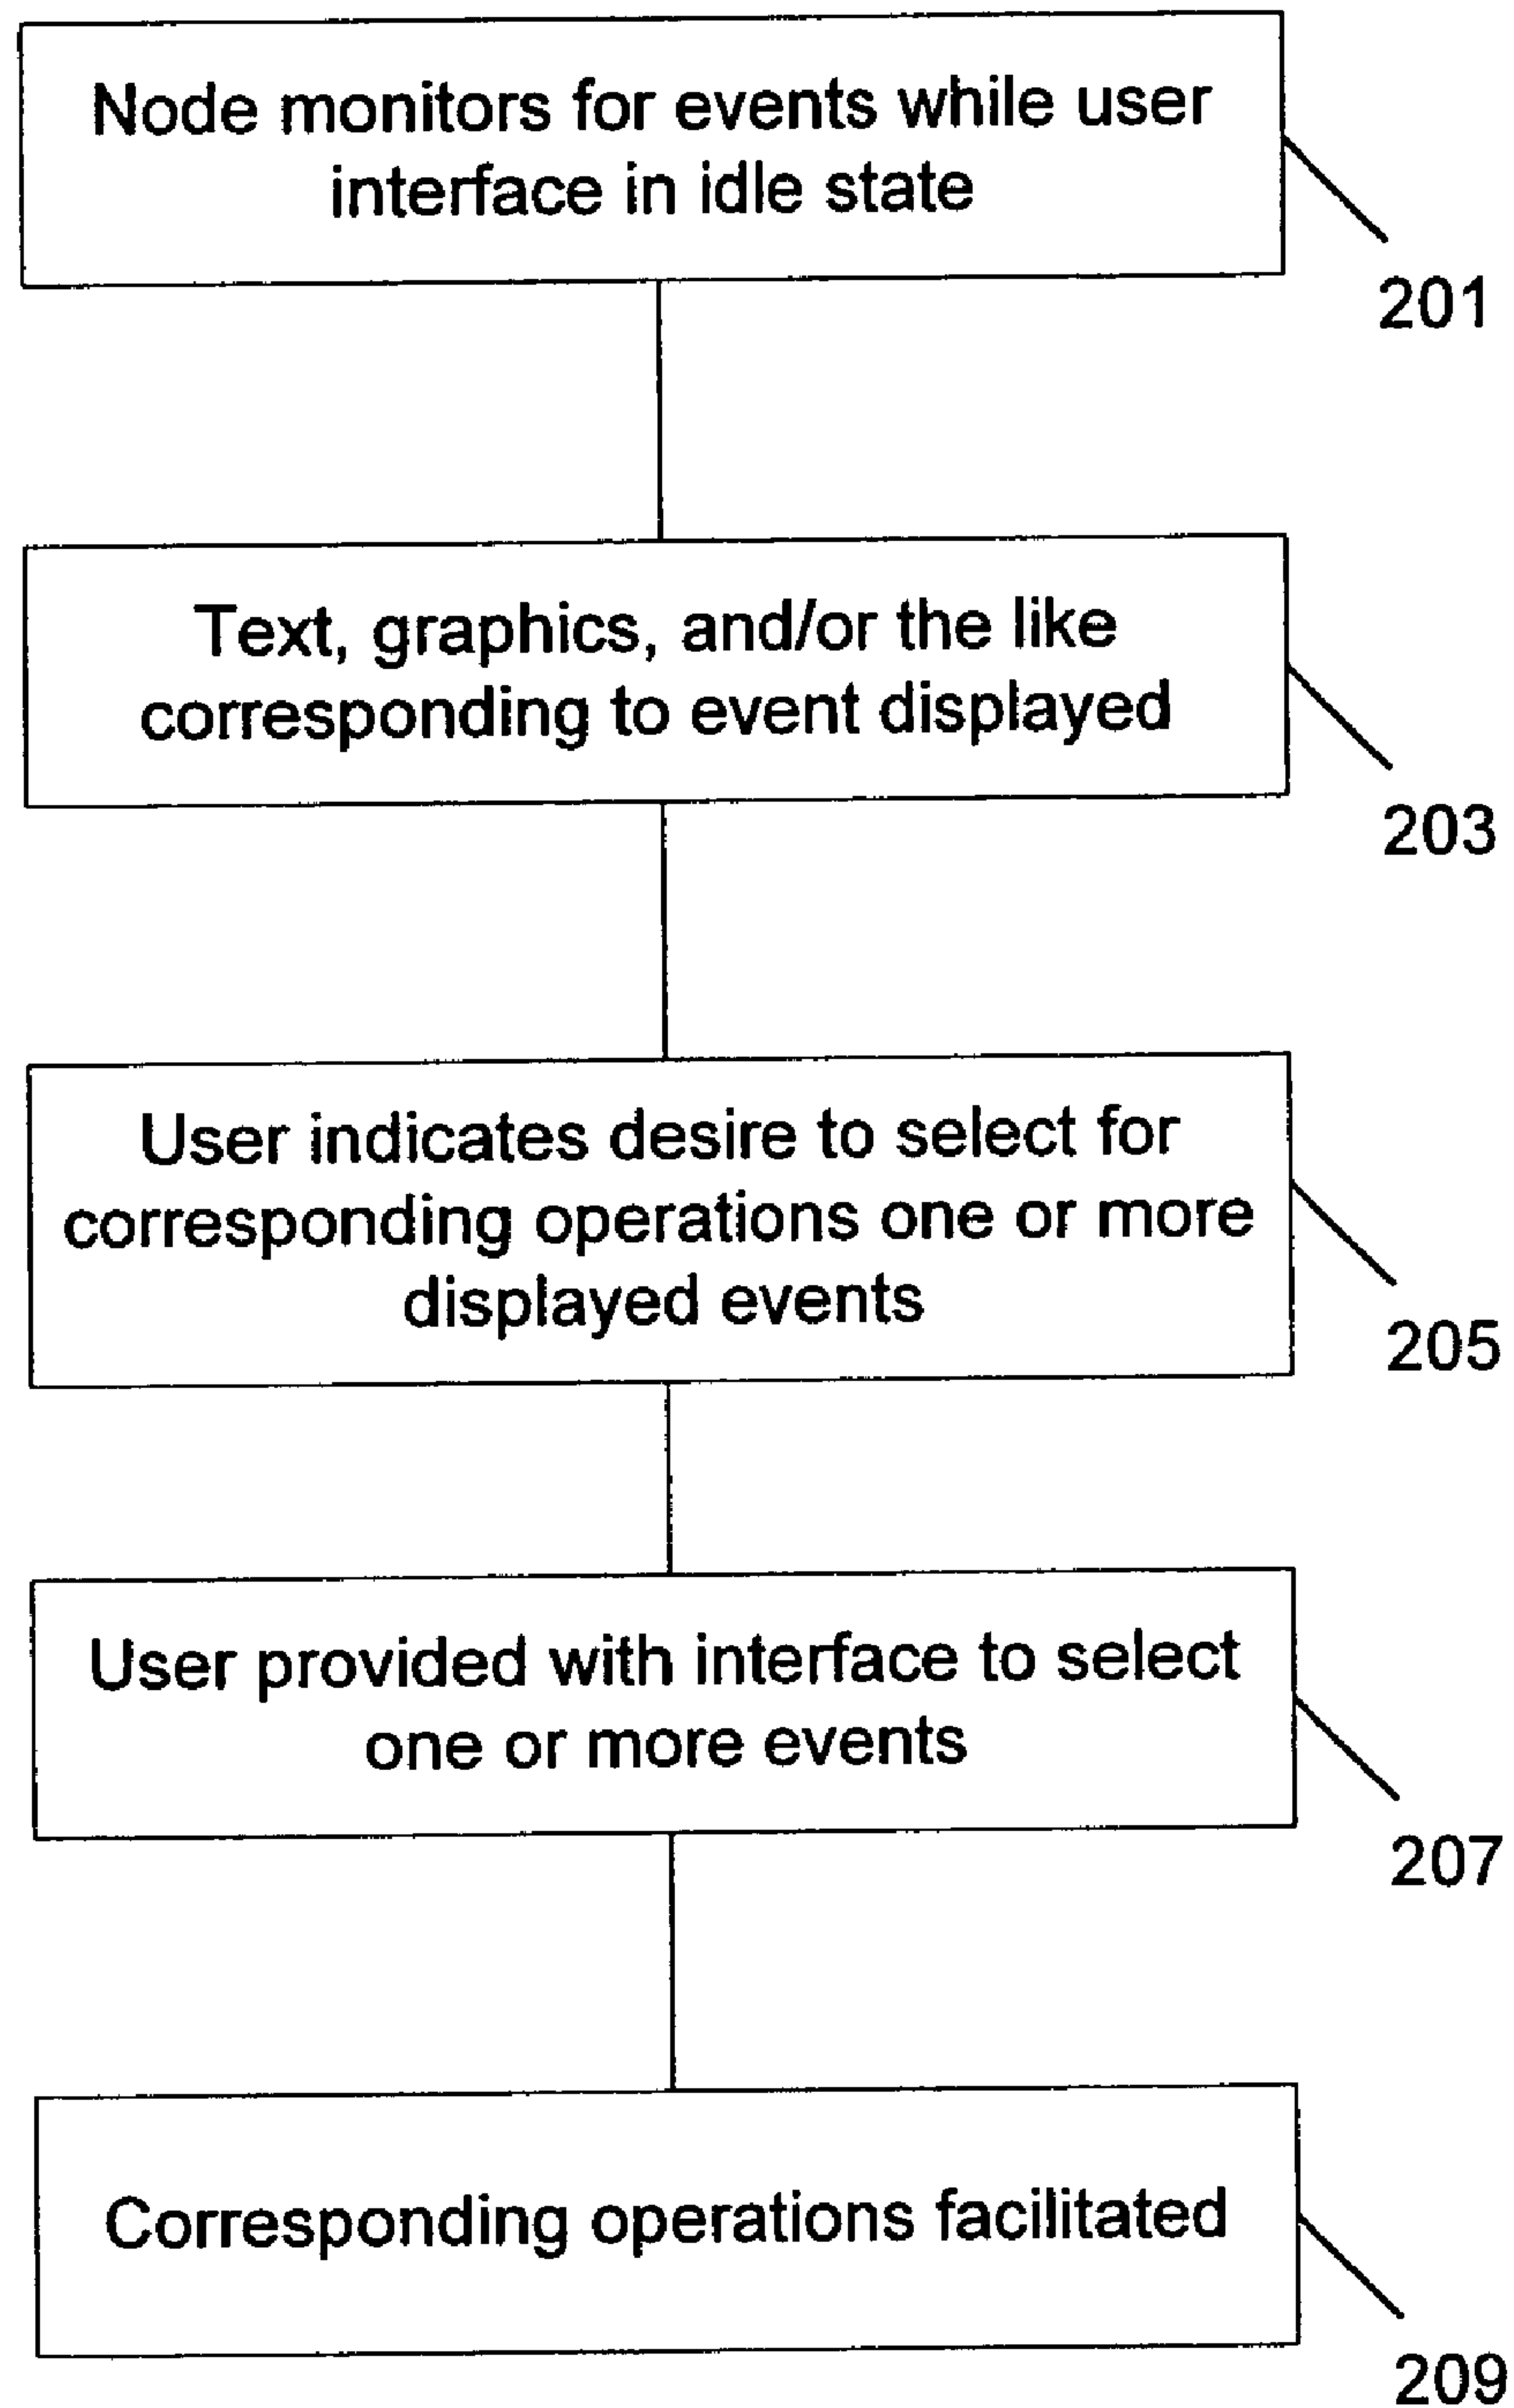 Node monitors for events while user
interface in idle state
201
Text, graphics, and/or the like
corresponding to event displayed
203
User indicates desire to select for
corresponding operations one or more
displayed events
205
User provided with interface to select
one or more events
207
Corresponding operations facilitated
209